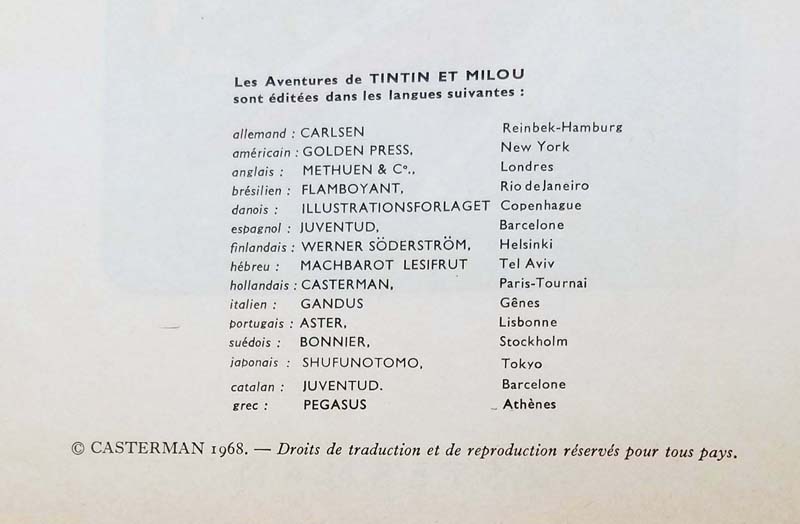 Les Aventures de TINTIN ET MILOU
sont éditées dans les langues suivantes :
allemand : CARLSEN Reinbek-Hamburg
américain : GOLDEN PRESS, New York
anglais : METHUEN & C°., Londres
brésilien : FLAMBOYANT, Rio de Janeiro
danois : ILLUSTRATIONSFORLAGET Copenhague
espagnol : JUVENTUD, Barcelone
finlandais : WERNER SÖDERSTRÖM, Helsinki
hébreu : MACHBAROT LESIFRUT Tel Aviv
hollandais : CASTERMAN, Paris-Tournai
italien : GANDUS Gênes
portugais : ASTER, Lisbonne
suédois : BONNIER, Stockholm
japonais : SHUFUNOTOMO, Tokyo
catalan : JUVENTUD. Barcelone
grec : PEGASUS Athènes
© CASTERMAN 1968. — Droits de traduction et de reproduction réservés pour tous pays.